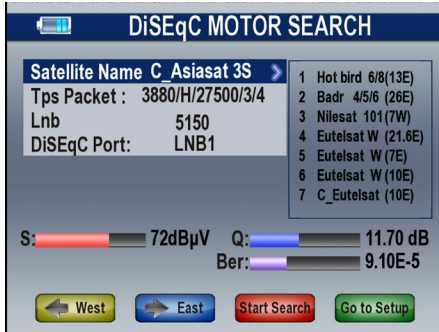 DiSEqC MOTOR SEARCH
Satellite Name C_Asiasat 3S
Tps Packet : 3880/H/27500/3/4
Lnb 5150
DiSEqC Port: LNB1
1 Hot bird 6/8(13E)
2 Badr 4/5/6 (26E)
3 Nilesat 101(7W)
4 Eutelsat W (21.6E)
5 Eutelsat W (7E)
6 Eutelsat W (10E)
7 C_Eutelsat (10E)
S: 72dBµV Q: 11.70 dB
Ber: 9.10E-5
West East Start Search Go to Setup